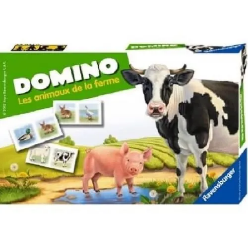 DOMINO
Les animaux de la ferme
Ravensburger